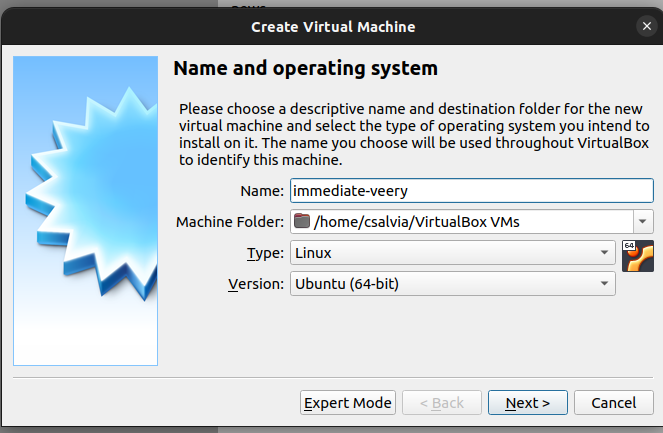 Create Virtual Machine
Name and operating system
Please choose a descriptive name and destination folder for the new
virtual machine and select the type of operating system you intend to
install on it. The name you choose will be used throughout VirtualBox
to identify this machine.
Name: immediate-veery
Machine Folder: /home/csalvia/VirtualBox VMs
Type: Linux
64
Version: Ubuntu (64-bit)
Expert Mode < Back Next > Cancel